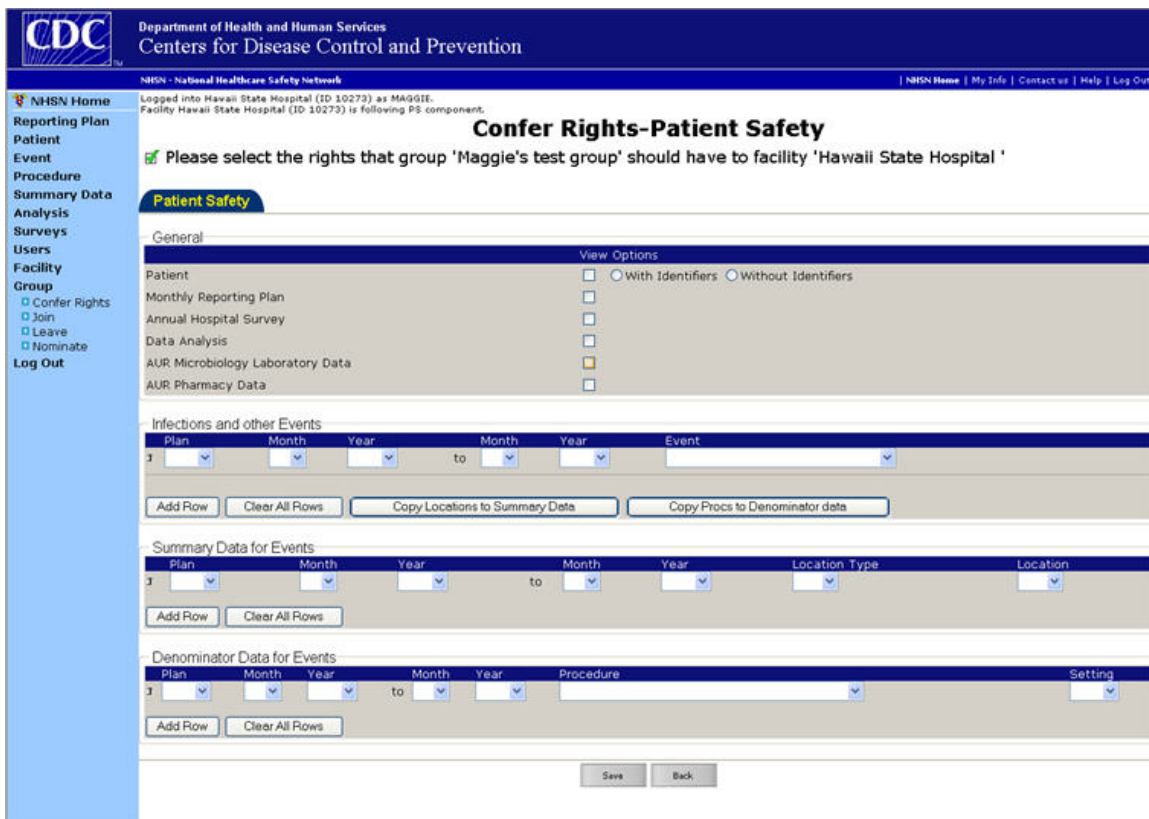 CDC
TM
Department of Health and Human Services
Centers for Disease Control and Prevention
NHSN - National Healthcare Safety Network
| NHSN Home | My Info | Contact us | Help | Log Out
NHSN Home
Reporting Plan
Patient
Event
Procedure
Summary Data
Analysis
Surveys
Users
Facility
Group
Confer Rights
Join
Leave
Nominate
Log Out
Logged into Hawaii State Hospital (ID 10273) as MAGGIE.
Facility Hawaii State Hospital (ID 10273) is following PS component.
Confer Rights-Patient Safety
Please select the rights that group 'Maggie's test group' should have to facility 'Hawaii State Hospital '
Patient Safety
General
View Options
Patient With Identifiers Without Identifiers
Monthly Reporting Plan
Annual Hospital Survey
Data Analysis
AUR Microbiology Laboratory Data
AUR Pharmacy Data
Infections and other Events
Plan Month Year Month Year Event
J to
Add Row Clear All Rows Copy Locations to Summary Data Copy Procs to Denominator data
Summary Data for Events
Plan Month Year Month Year Location Type Location
J to
Add Row Clear All Rows
Denominator Data for Events
Plan Month Year Month Year Procedure Setting
J to
Add Row Clear All Rows
Save Back